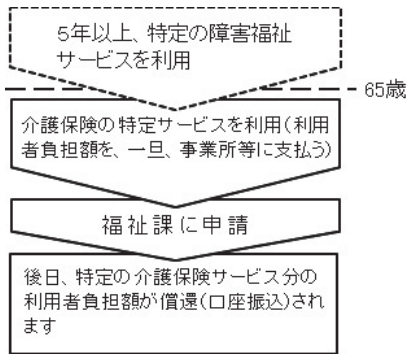 5年以上、特定の障害福祉
サービスを利用
65歳
介護保険の特定サービスを利用(利用
者負担額を、一旦、事業所等に支払う)
福祉課に申請
後日、特定の介護保険サービス分の
利用者負担額が償還(口座振込)され
ます